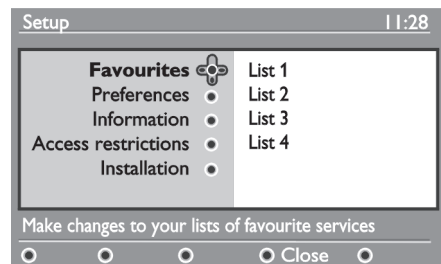 Setup 11:28
Favourites List 1
Preferences List 2
Information List 3
Access restrictions List 4
Installation
Make changes to your lists of favourite services
Close